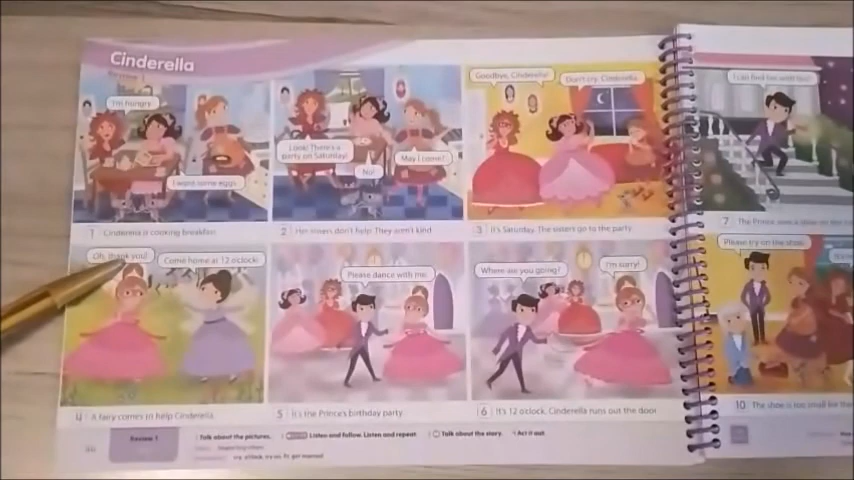 Cinderella
Review 1
I'm hungry.
I want some eggs.
1 Cinderella is cooking breakfast.
Look! There's a
party on Saturday!
May I come?
No!
2 Her sisters don't help. They aren't kind.
Goodbye, Cinderella!
Don't cry, Cinderella.
3 It's Saturday. The sisters go to the party.
Oh, thank you!
Come home at 12 o'clock!
4 A fairy comes to help Cinderella.
Please dance with me.
5 It's the Prince's birthday party.
Where are you going?
I'm sorry!
6 It's 12 o'clock. Cinderella runs out the door.
I can find her with this!
7 The Prince
Please try on the shoe.
10 The shoe is too small for the
Review 1
Talk about the pictures.
Listen and follow. Listen and repeat.
Talk about the story.
Act it out.